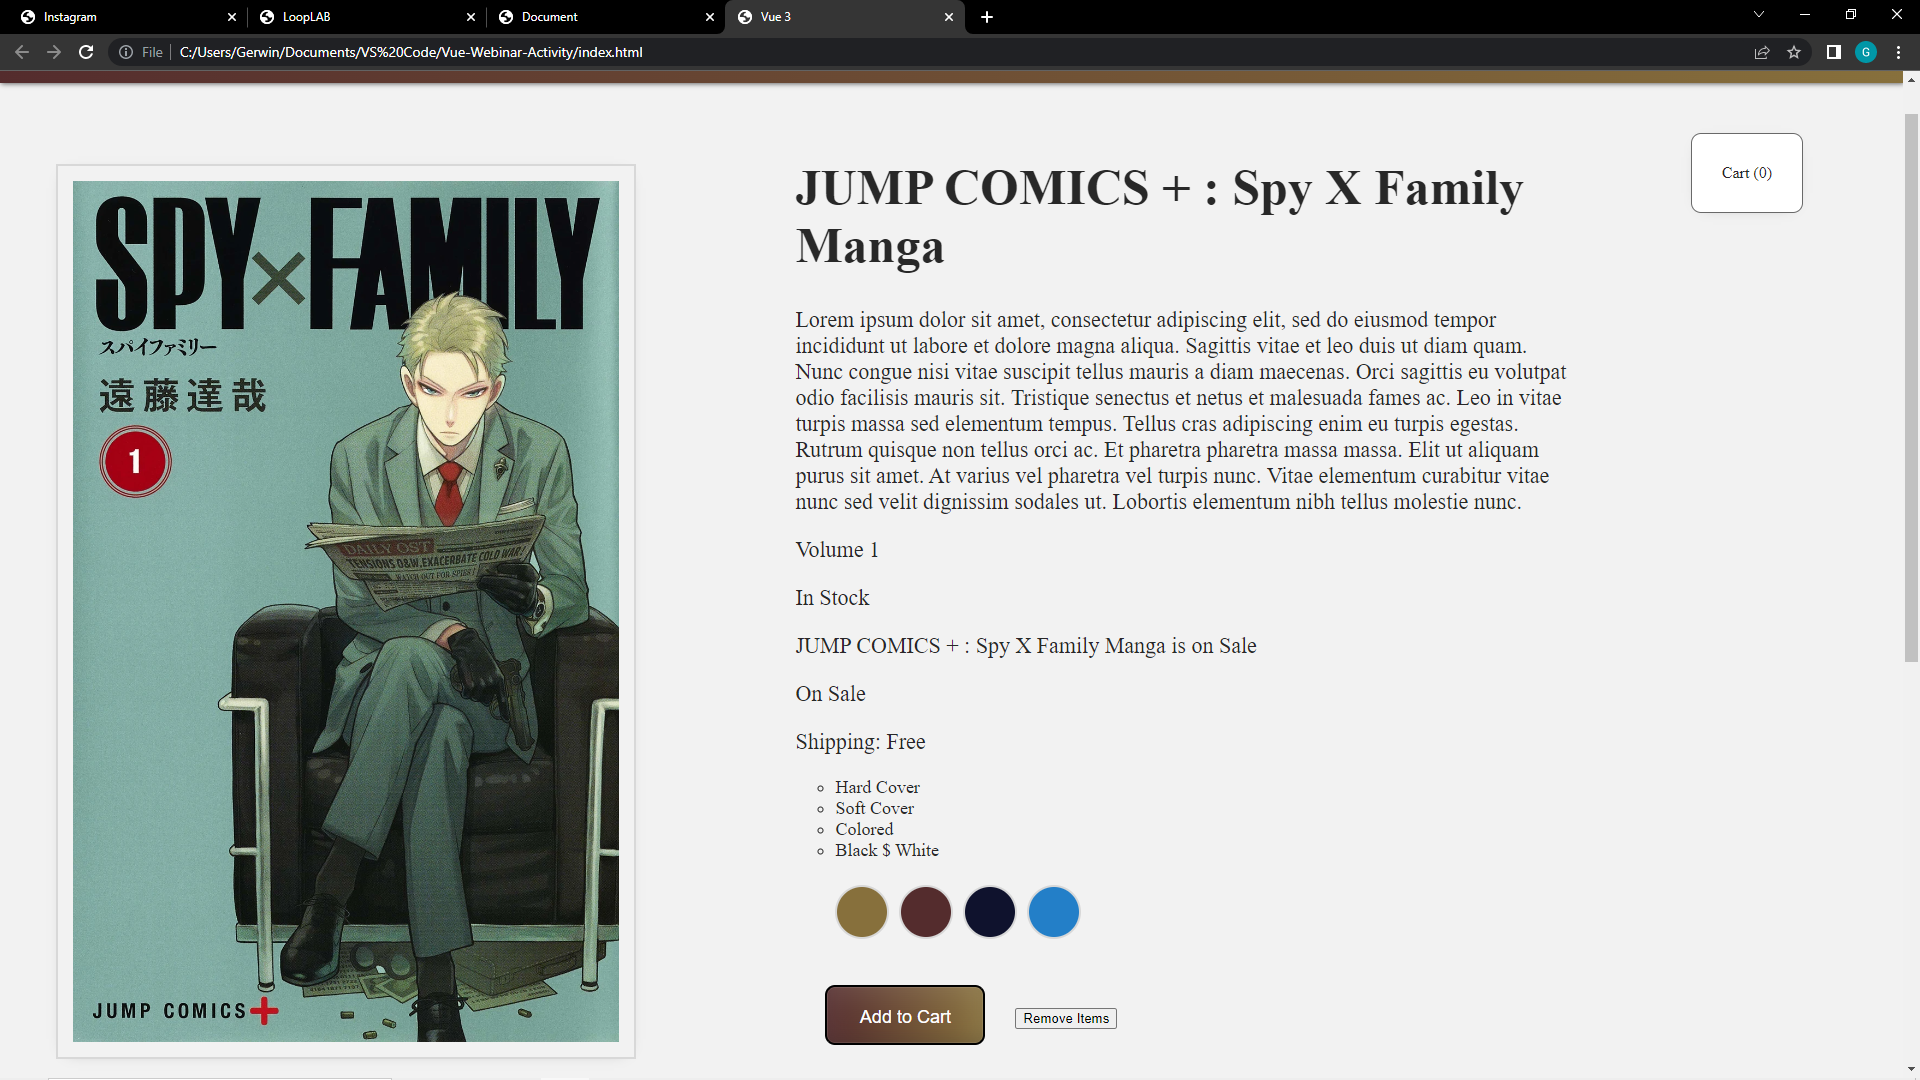 Instagram
LoopLAB
Document
Vue 3
File
C:/Users/Gerwin/Documents/VS%20Code/Vue-Webinar-Activity/index.html
G
Cart (0)
SPY×FAMILY
スパイファミリー
遠藤達哉
1
DAILY OST
TENSIONS O&W, EXACERBATE COLD WAR!
WATCH OUT FOR SPIES!
JUMP COMICS+
JUMP COMICS + : Spy X Family
Manga
Lorem ipsum dolor sit amet, consectetur adipiscing elit, sed do eiusmod tempor
incididunt ut labore et dolore magna aliqua. Sagittis vitae et leo duis ut diam quam.
Nunc congue nisi vitae suscipit tellus mauris a diam maecenas. Orci sagittis eu volutpat
odio facilisis mauris sit. Tristique senectus et netus et malesuada fames ac. Leo in vitae
turpis massa sed elementum tempus. Tellus cras adipiscing enim eu turpis egestas.
Rutrum quisque non tellus orci ac. Et pharetra pharetra massa massa. Elit ut aliquam
purus sit amet. At varius vel pharetra vel turpis nunc. Vitae elementum curabitur vitae
nunc sed velit dignissim sodales ut. Lobortis elementum nibh tellus molestie nunc.
Volume 1
In Stock
JUMP COMICS + : Spy X Family Manga is on Sale
On Sale
Shipping: Free
Hard Cover
Soft Cover
Colored
Black $ White
Add to Cart
Remove Items